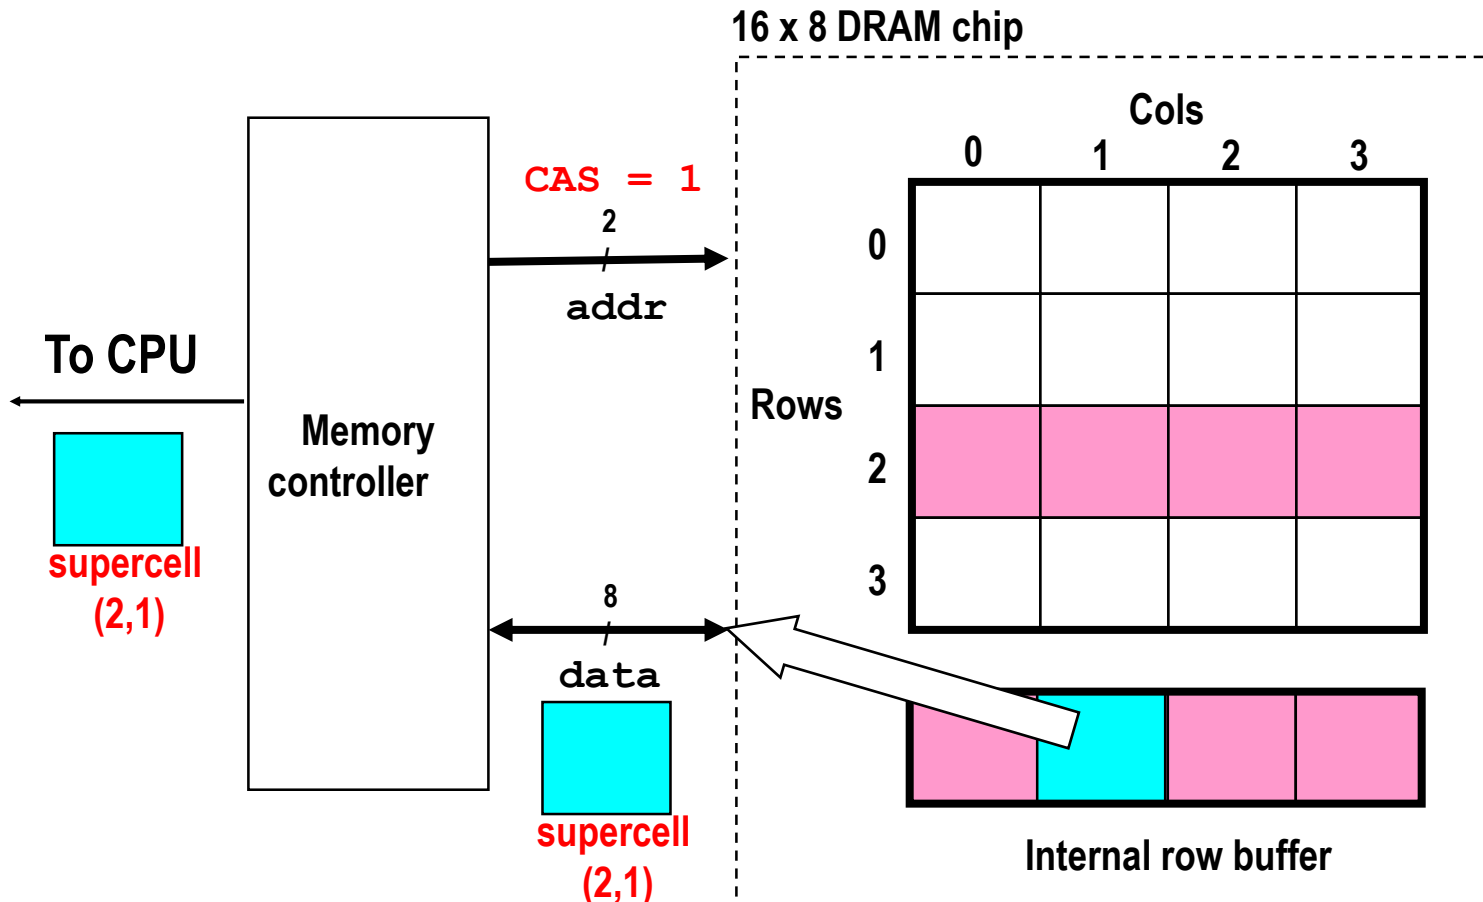 16 x 8 DRAM chip
Cols
0 1 2 3
CAS = 1
2
addr
0
To CPU
1
Rows
Memory
controller
2
supercell
(2,1)
3
8
data
supercell
(2,1)
Internal row buffer